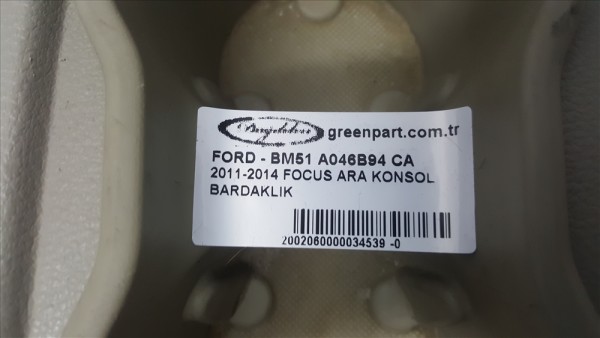 greenpart.com.tr
FORD - BM51 A046B94 CA
2011-2014 FOCUS ARA KONSOL
BARDAKLIK
2002060000034539 -0